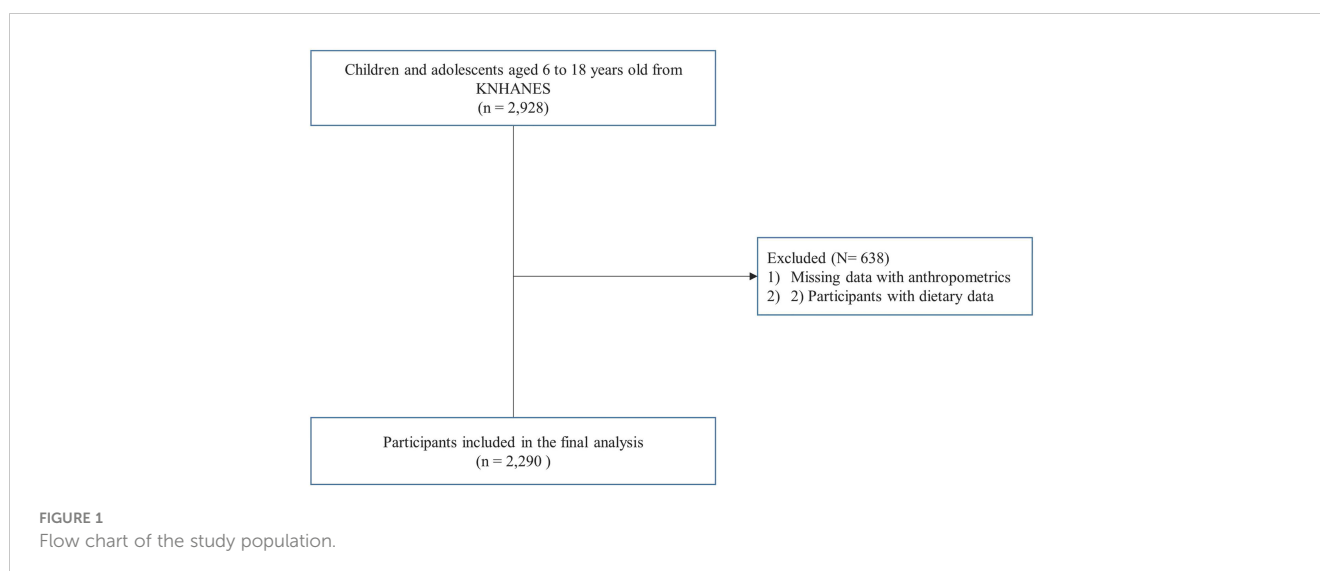 Children and adolescents aged 6 to 18 years old from
KNHANES
(n = 2,928)
Excluded (N= 638)
1) Missing data with anthropometrics
2) 2) Participants with dietary data
Participants included in the final analysis
(n = 2,290 )
FIGURE 1
Flow chart of the study population.